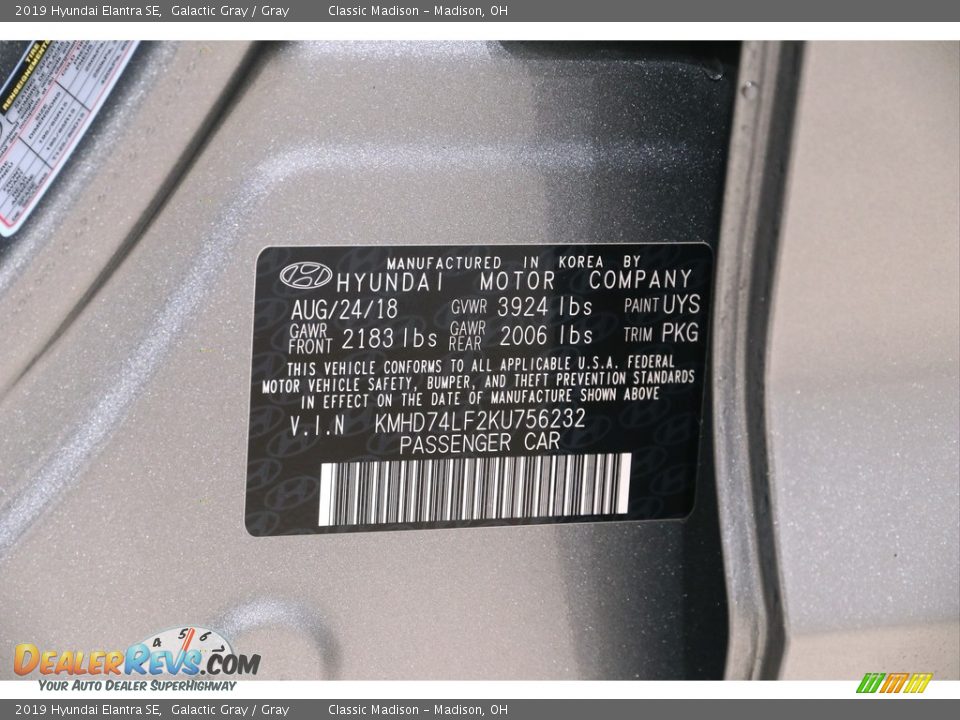 2019 Hyundai Elantra SE, Galactic Gray / Gray Classic Madison - Madison, OH
MANUFACTURED IN KOREA BY
HYUNDAI MOTOR COMPANY
AUG/24/18 GVWR 3924 lbs PAINT UYS
GAWR FRONT 2183 lbs GAWR REAR 2006 lbs TRIM PKG
THIS VEHICLE CONFORMS TO ALL APPLICABLE U.S.A. FEDERAL
MOTOR VEHICLE SAFETY, BUMPER, AND THEFT PREVENTION STANDARDS
IN EFFECT ON THE DATE OF MANUFACTURE SHOWN ABOVE
V.I.N KMHD74LF2KU756232
PASSENGER CAR
4 5 6 7
DEALERREVS.COM
YOUR AUTO DEALER SUPERHIGHWAY
2019 Hyundai Elantra SE, Galactic Gray / Gray Classic Madison - Madison, OH